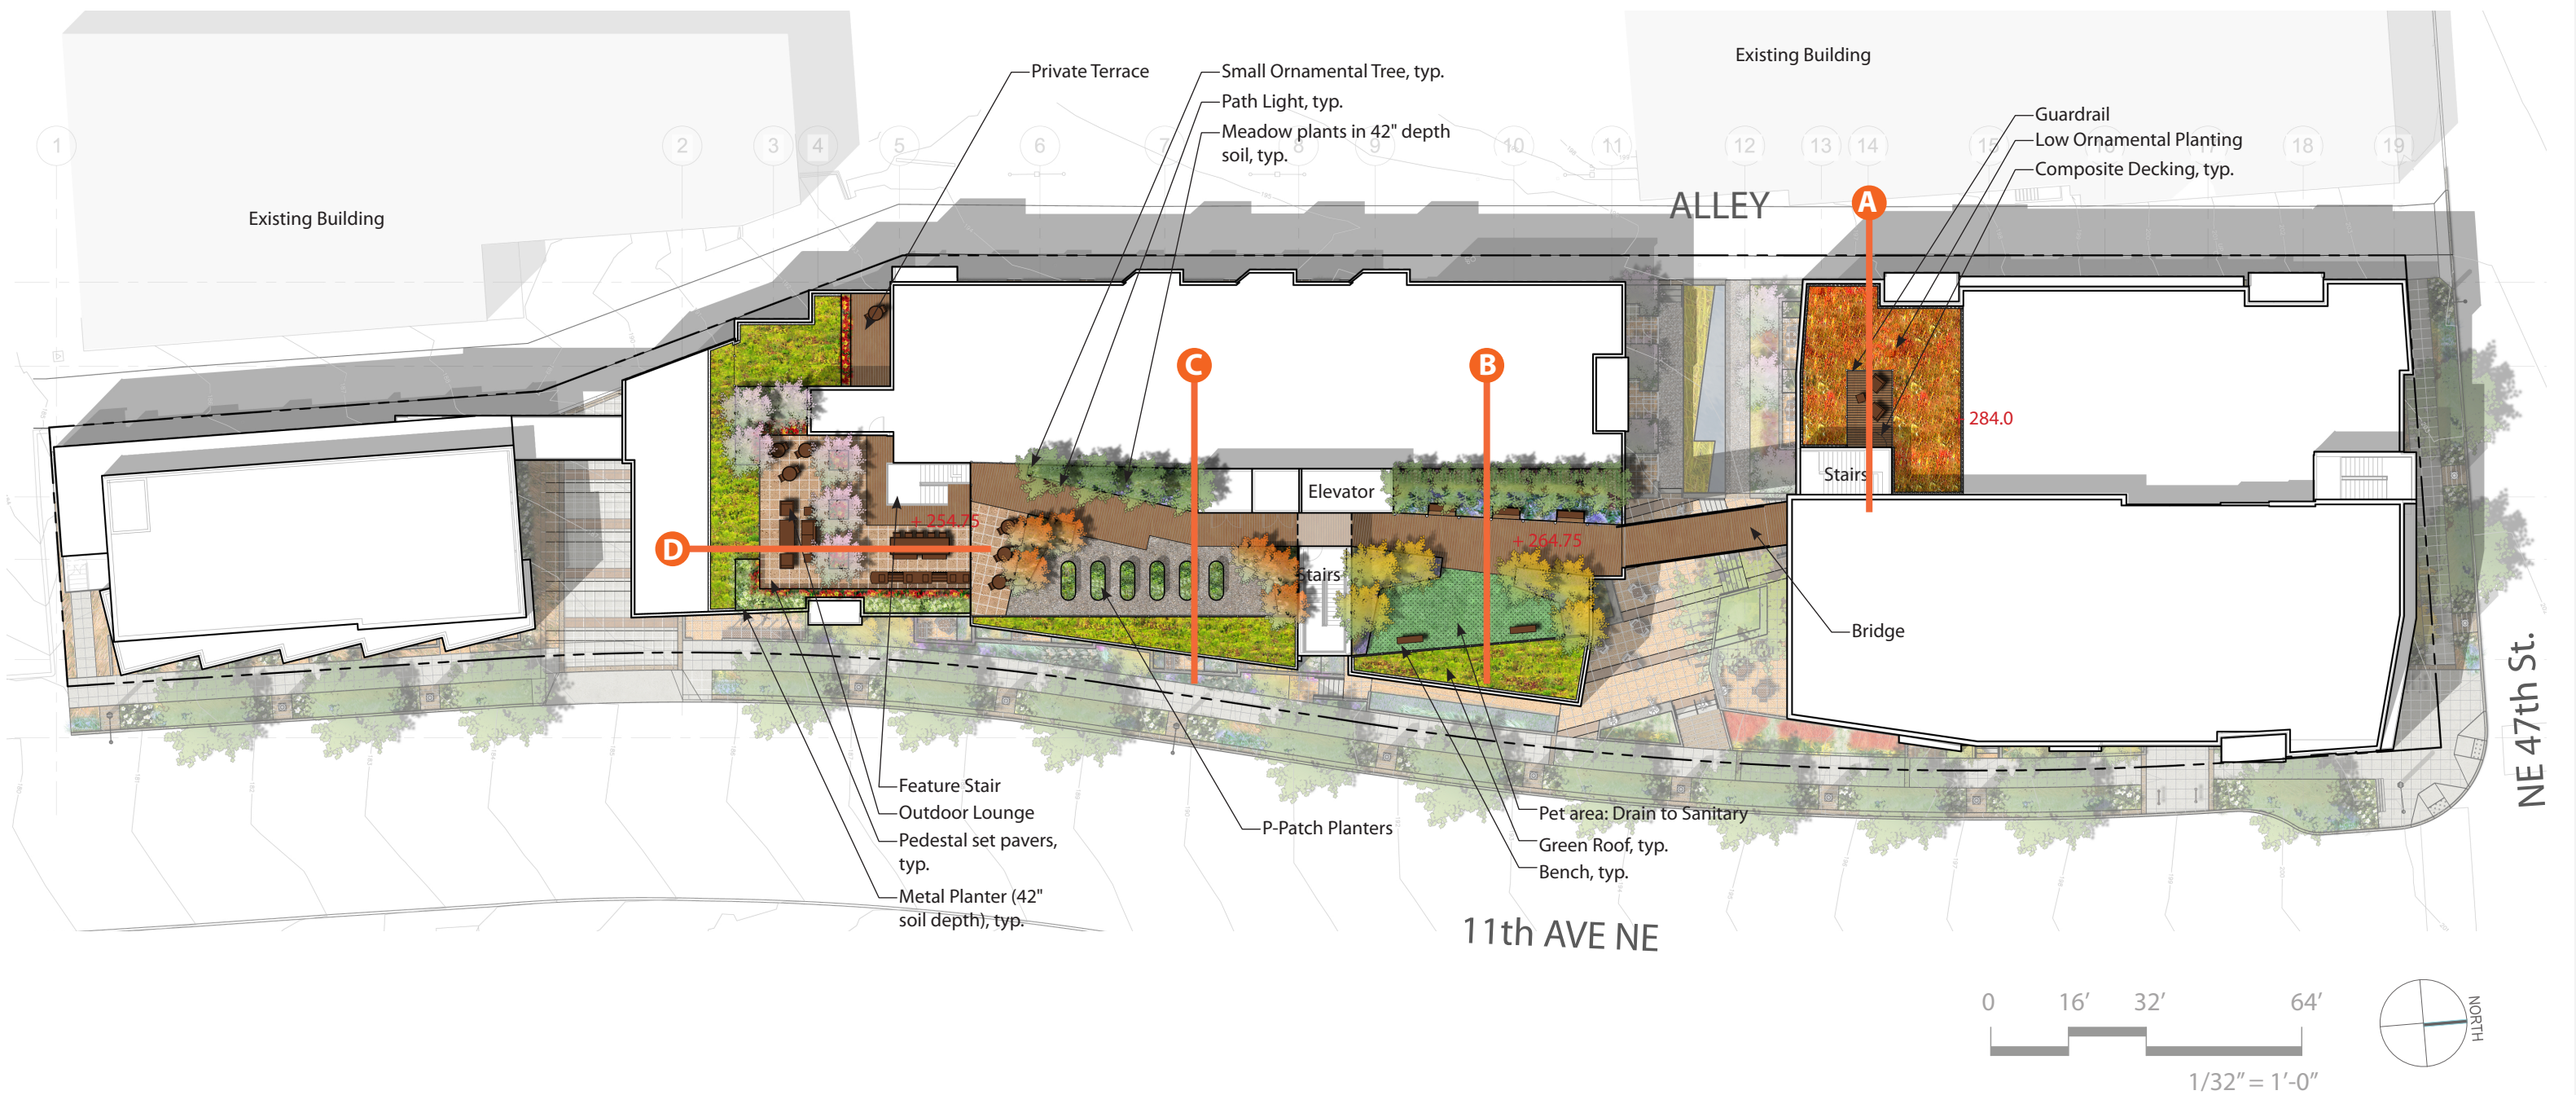 Existing Building
Private Terrace
Small Ornamental Tree, typ.
Path Light, typ.
Meadow plants in 42" depth
soil, typ.
Guardrail
Low Ornamental Planting
Composite Decking, typ.
1
2
3
4
5
6
7
8
9
10
11
12
13
14
15
17
18
19
Existing Building
ALLEY
A
C
B
284.0
Stairs
Elevator
+ 254.75
+ 264.75
D
Stairs
Bridge
NE 47th St.
Feature Stair
Outdoor Lounge
Pedestal set pavers,
typ.
Metal Planter (42"
soil depth), typ.
P-Patch Planters
Pet area: Drain to Sanitary
Green Roof, typ.
Bench, typ.
11th AVE NE
0 16' 32' 64'
1/32" = 1'-0"
NORTH